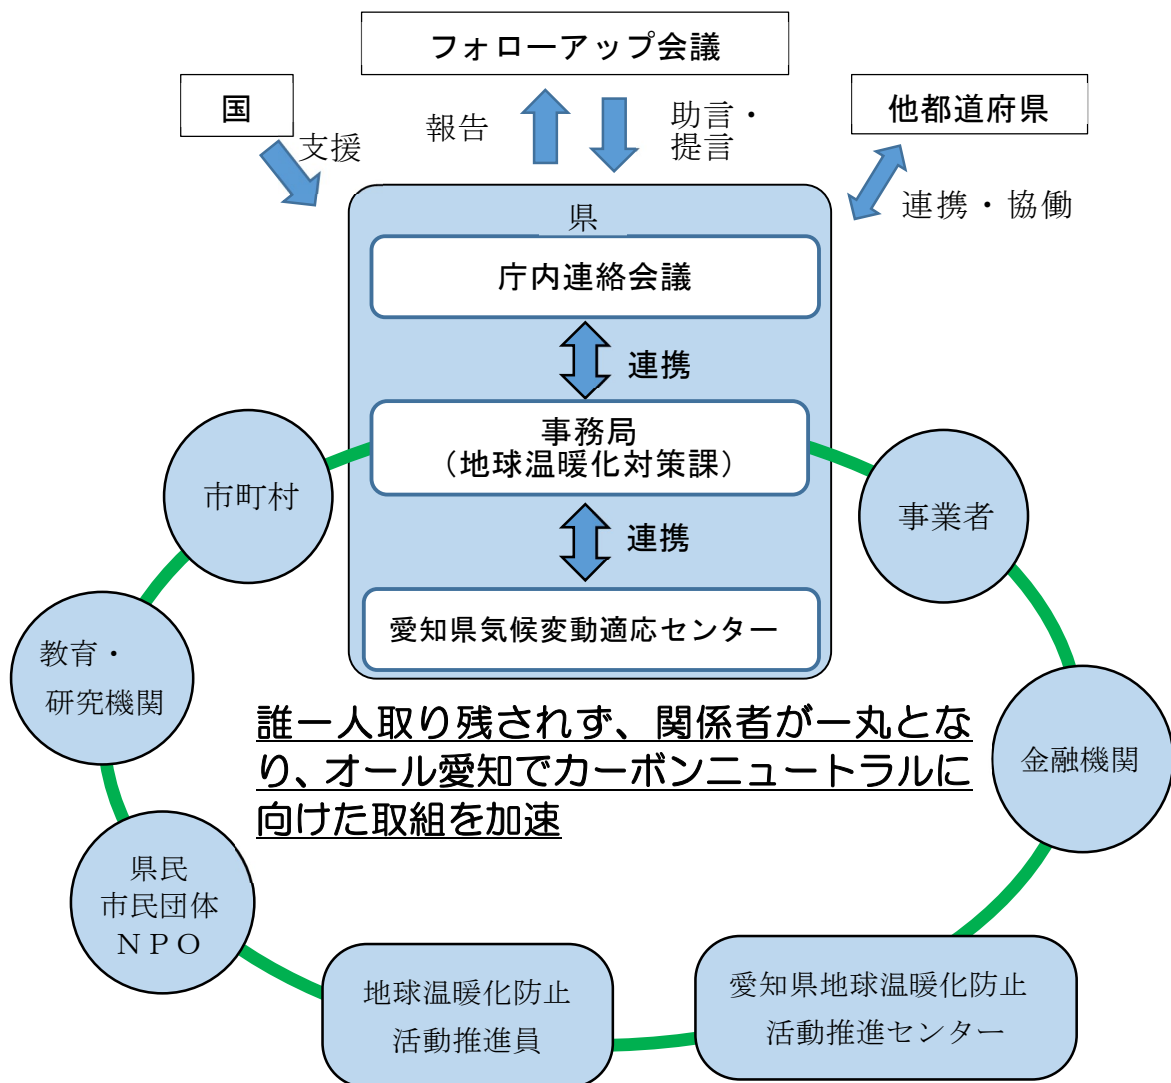 フォローアップ会議
国
他都道府県
支援
報告
助言・
提言
連携・協働
県
庁内連絡会議
連携
事務局
（地球温暖化対策課）
連携
愛知県気候変動適応センター
市町村
事業者
教育・
研究機関
金融機関
誰一人取り残されず、関係者が一丸とな
り、オール愛知でカーボンニュートラルに
向けた取組を加速
県民
市民団体
ＮＰＯ
地球温暖化防止
活動推進員
愛知県地球温暖化防止
活動推進センター